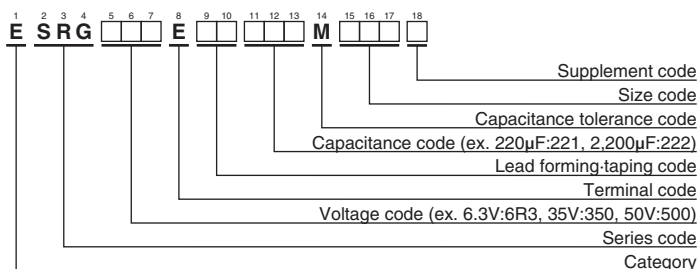 1 2 3 4 5 6 7 8 9 10 11 12 13 14 15 16 17 18
E S R G E M
Supplement code
Size code
Capacitance tolerance code
Capacitance code (ex. 220µF:221, 2,200µF:222)
Lead forming·taping code
Terminal code
Voltage code (ex. 6.3V:6R3, 35V:350, 50V:500)
Series code
Category